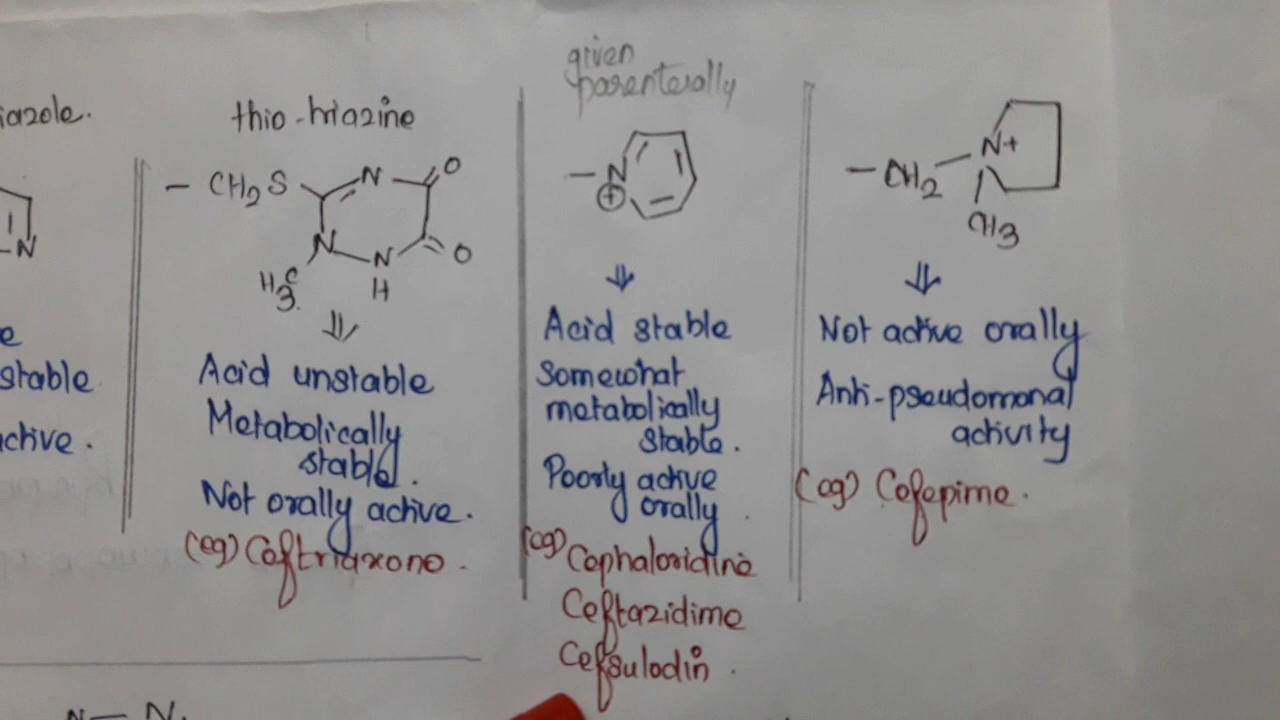 iazole.
N
e
stable
active.
thio-triazine
- CH2S N O
N N O
H3C H
Acid unstable
Metabolically
stable.
Not orally active.
(eg) Ceftriaxone.
given
parenterally
- N
+
Acid stable
Somewhat
metabolically
stable.
Poorly active
orally.
(eg) Cephaloridine
Ceftazidime
Cefsulodin.
N+
- CH2
CH3
Not active orally
Anti-pseudomonal
activity
(eg) Cefepime.
N - N